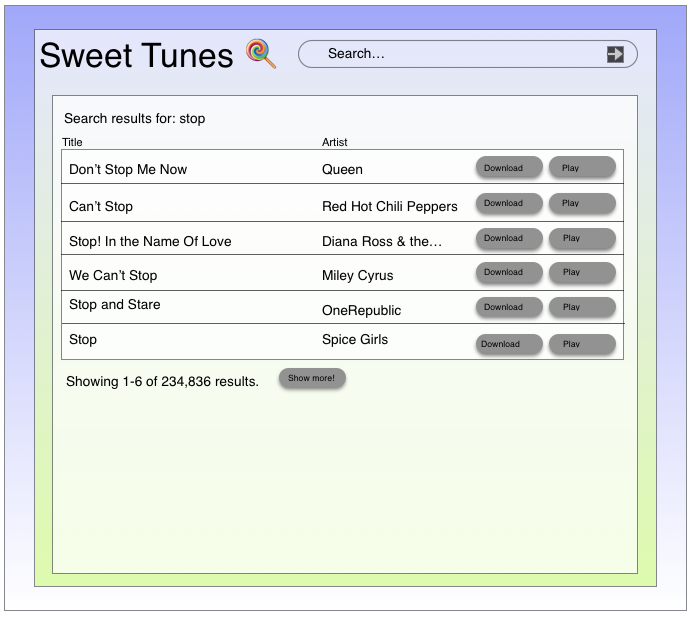 Sweet Tunes
Search…
Search results for: stop
Title Artist
Don’t Stop Me Now Queen Download Play
Can’t Stop Red Hot Chili Peppers Download Play
Stop! In the Name Of Love Diana Ross & the… Download Play
We Can’t Stop Miley Cyrus Download Play
Stop and Stare OneRepublic Download Play
Stop Spice Girls Download Play
Showing 1-6 of 234,836 results. Show more!